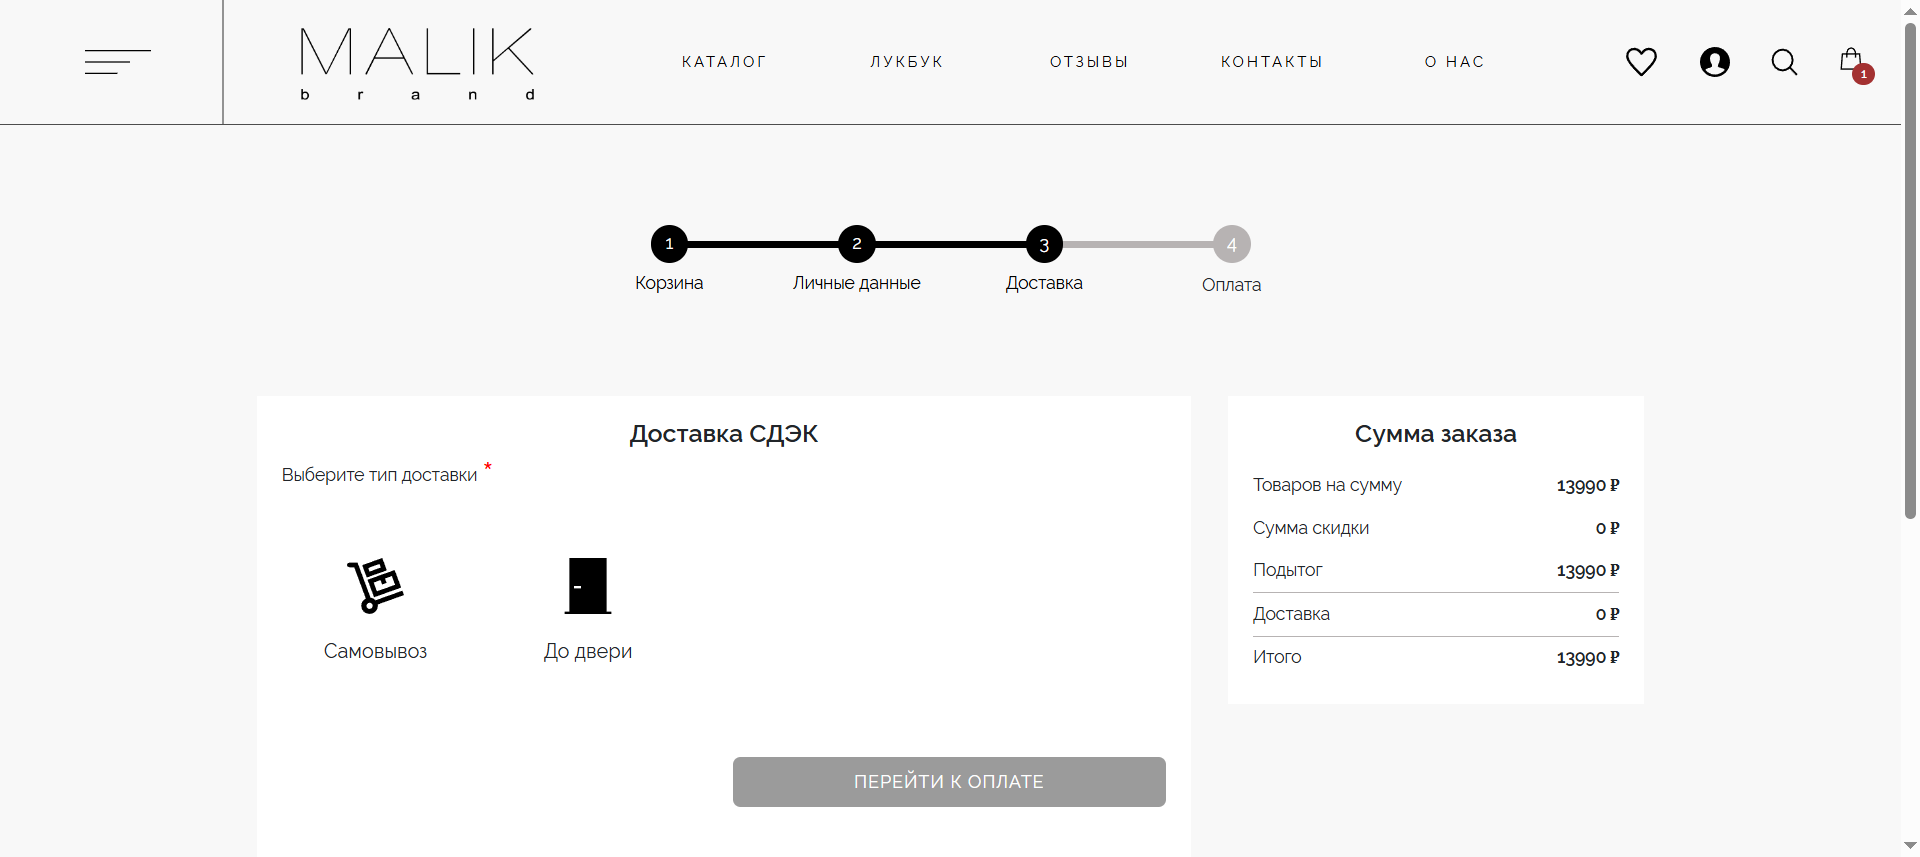 MALIK
brand
КАТАЛОГ
ЛУКБУК
ОТЗЫВЫ
КОНТАКТЫ
О НАС
1
1
2
3
4
Корзина
Личные данные
Доставка
Оплата
Доставка СДЭК
Выберите тип доставки *
Самовывоз
До двери
ПЕРЕЙТИ К ОПЛАТЕ
Сумма заказа
Товаров на сумму 13990 ₽
Сумма скидки 0 ₽
Подытог 13990 ₽
Доставка 0 ₽
Итого 13990 ₽